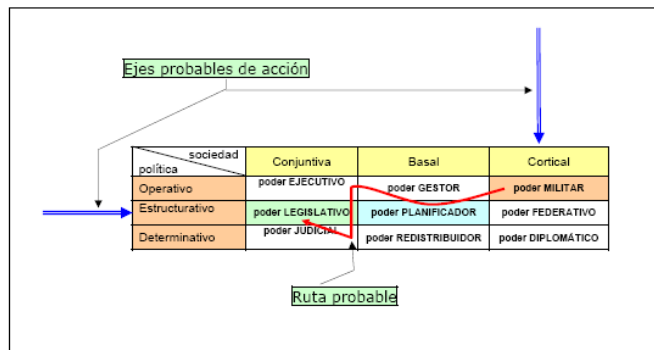 Ejes probables de acción
sociedad
política
Conjuntiva Basal Cortical
Operativo poder EJECUTIVO poder GESTOR poder MILITAR
Estructurativo poder LEGISLATIVO poder PLANIFICADOR poder FEDERATIVO
Determinativo poder JUDICIAL poder REDISTRIBUIDOR poder DIPLOMÁTICO
Ruta probable